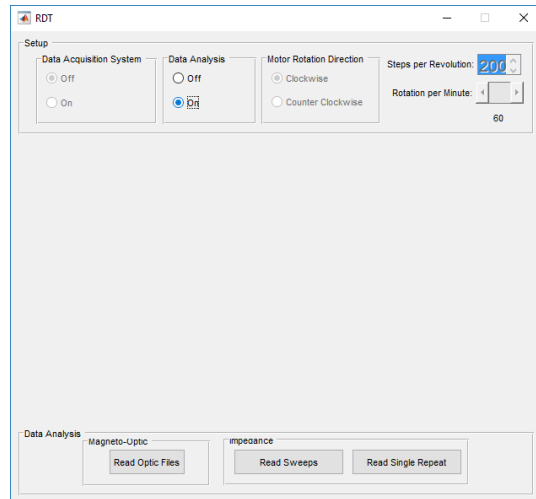 RDT
Setup
Data Acquisition System
Data Analysis
Motor Rotation Direction
Steps per Revolution: 200
Off
Off
Clockwise
Rotation per Minute:
On
On
Counter Clockwise
60
Data Analysis
Magneto-Optic
Impedance
Read Optic Files
Read Sweeps
Read Single Repeat